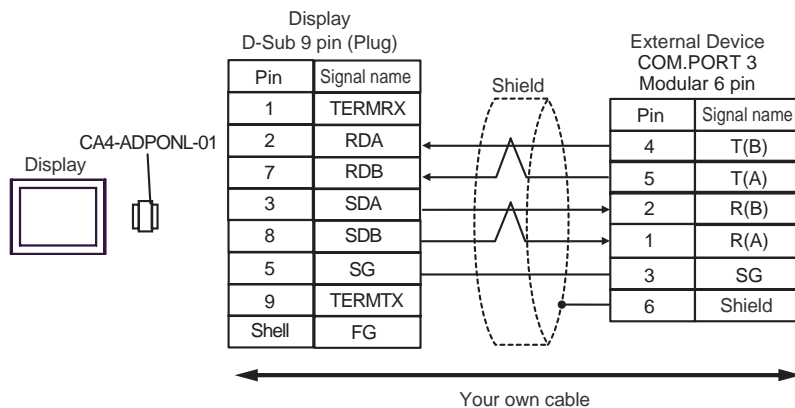 Display
D-Sub 9 pin (Plug)
Pin Signal name
1 TERMRX
2 RDA
7 RDB
3 SDA
8 SDB
5 SG
9 TERMTX
Shell FG
CA4-ADPONL-01
Display
Shield
External Device
COM.PORT 3
Modular 6 pin
Pin Signal name
4 T(B)
5 T(A)
2 R(B)
1 R(A)
3 SG
6 Shield
Your own cable